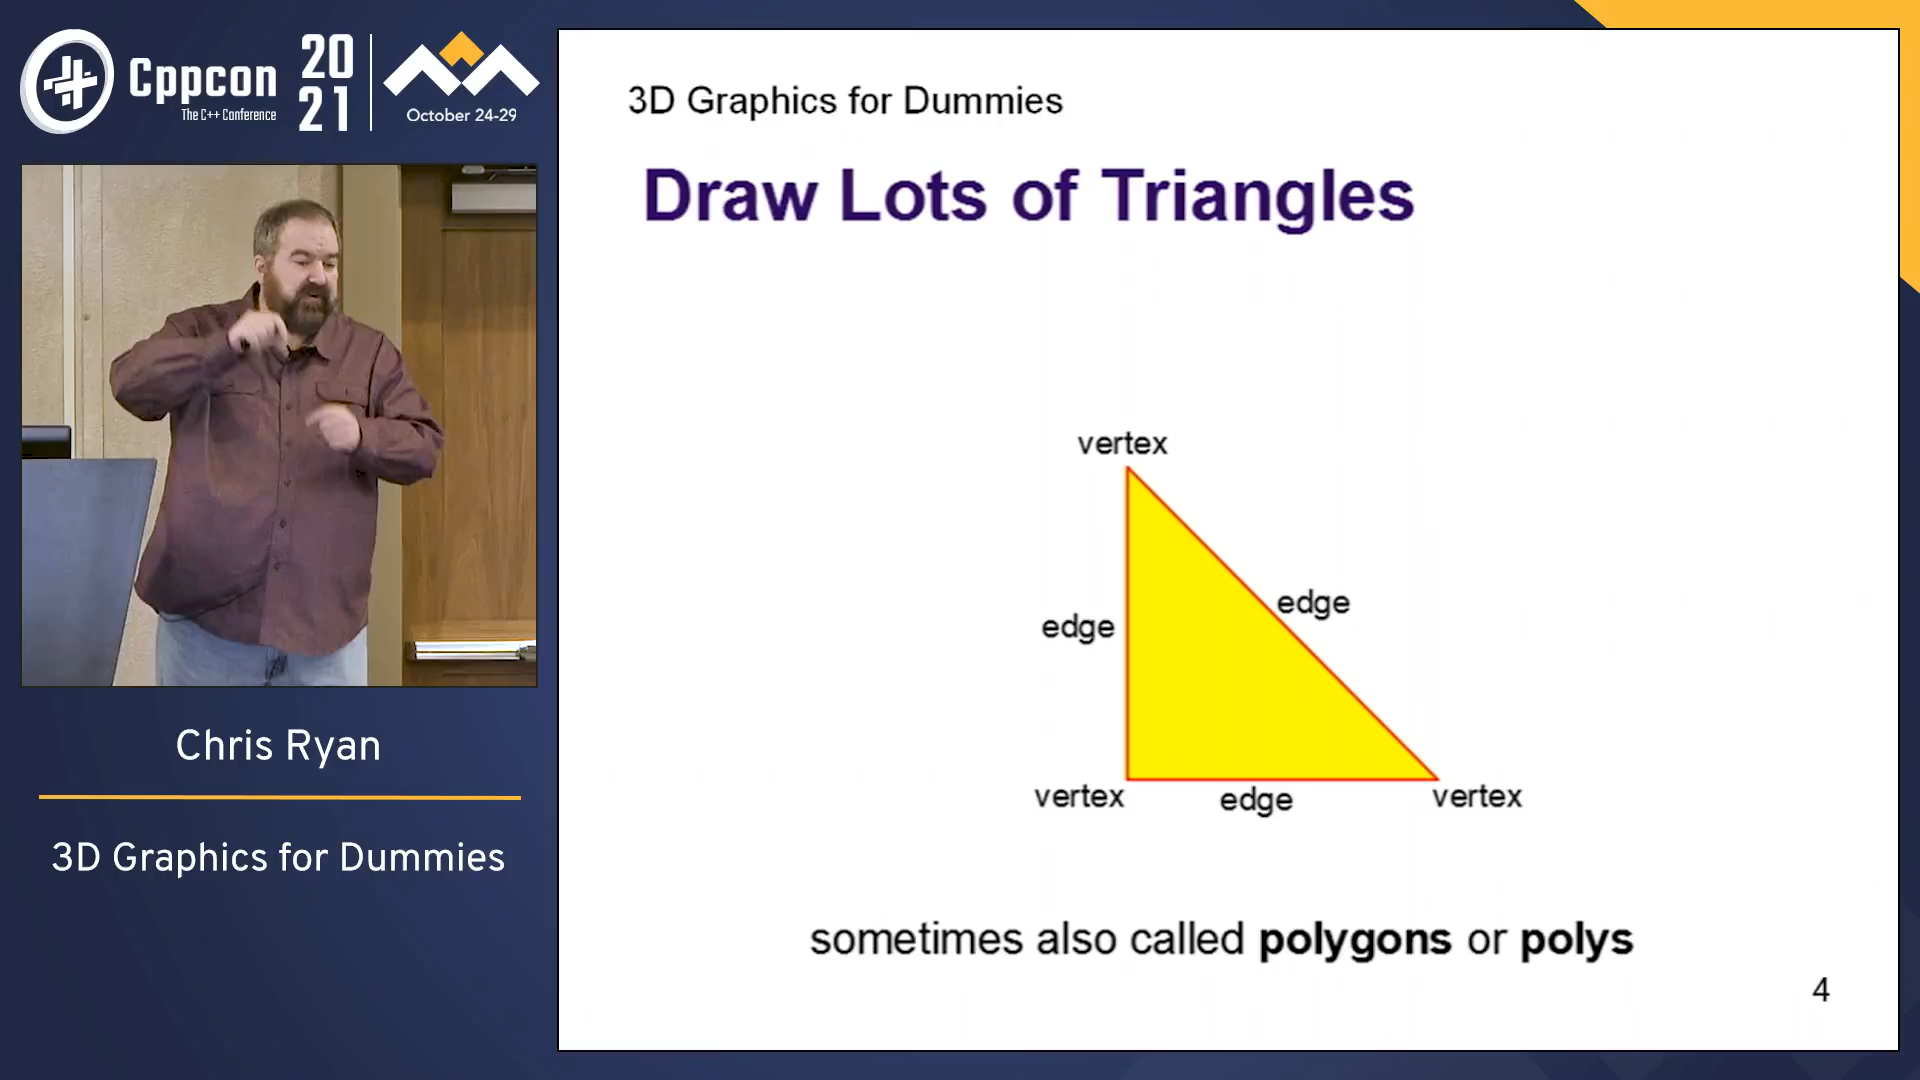 Cppcon
The C++ Conference
20
21
October 24-29
Chris Ryan
3D Graphics for Dummies
3D Graphics for Dummies
Draw Lots of Triangles
vertex
edge
edge
vertex
edge
vertex
sometimes also called polygons or polys
4